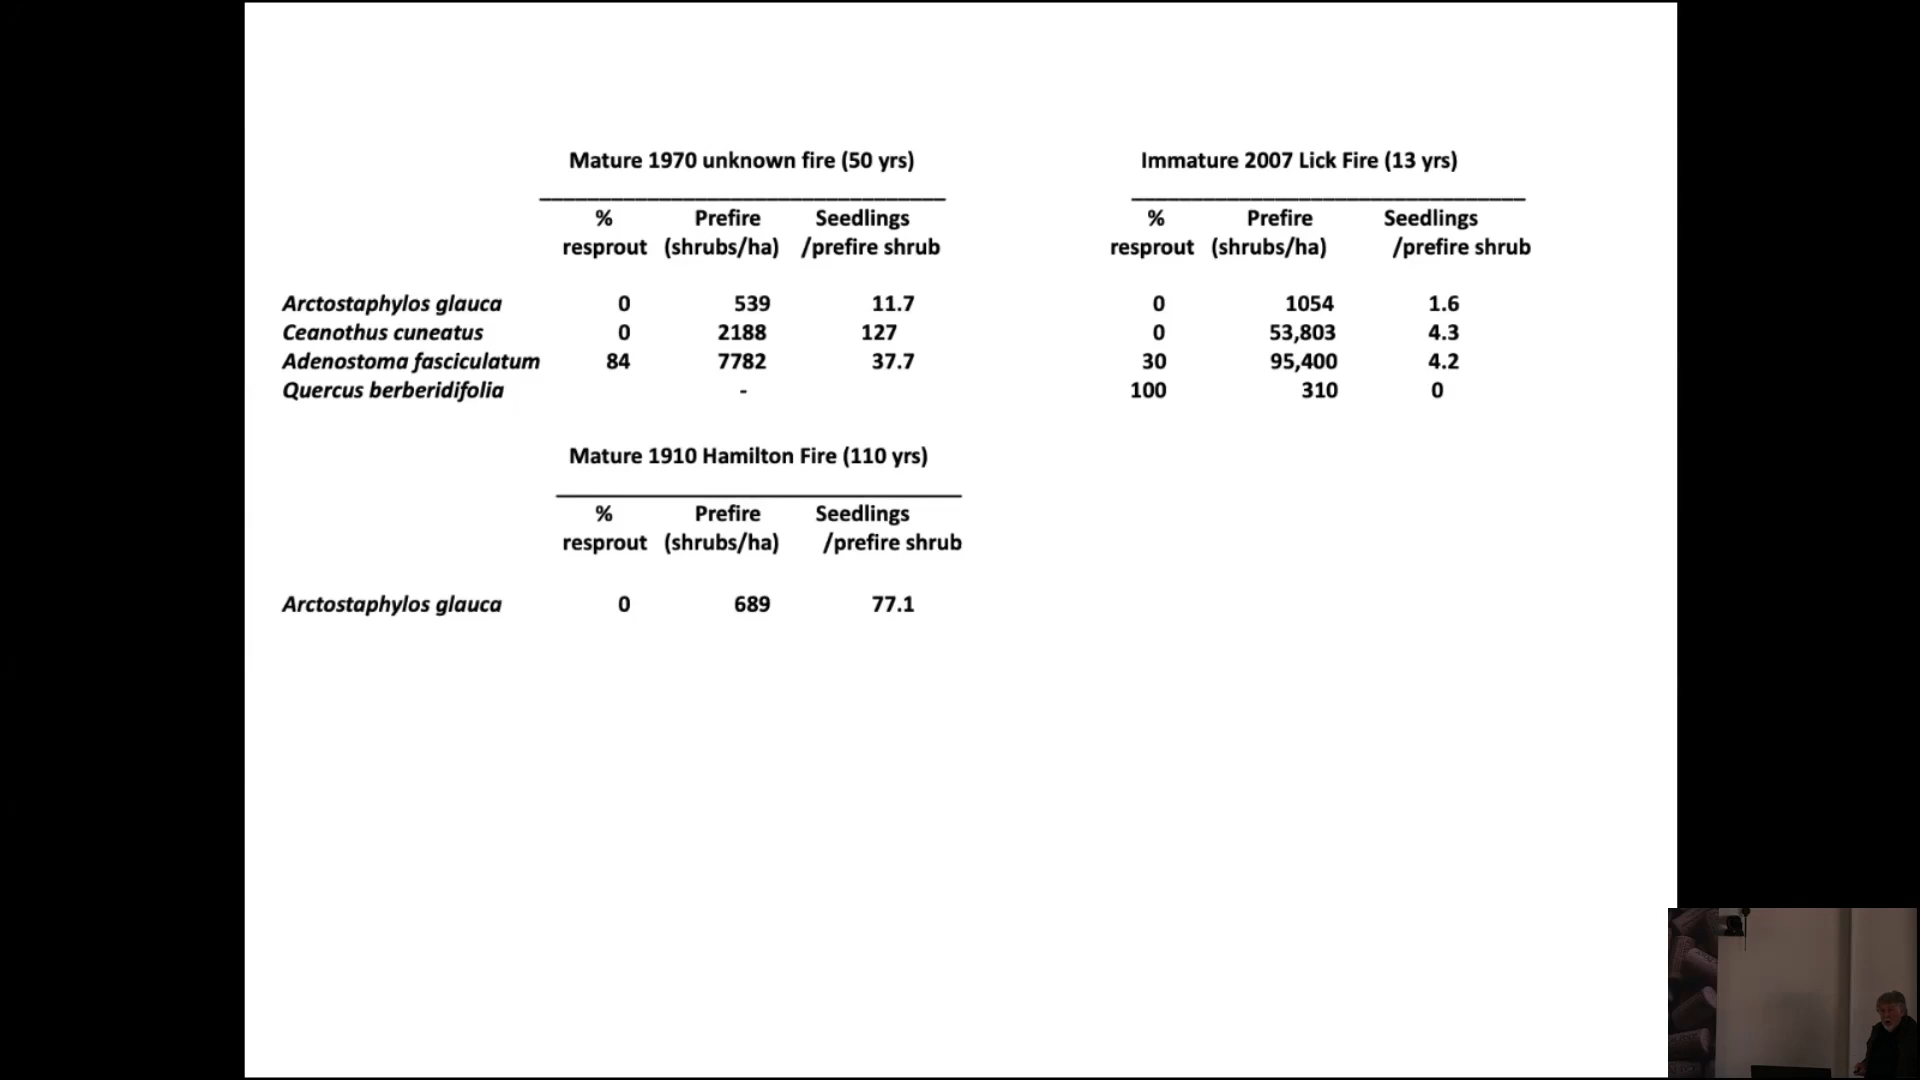 Mature 1970 unknown fire (50 yrs)
% Prefire Seedlings
resprout (shrubs/ha) /prefire shrub
Arctostaphylos glauca 0 539 11.7
Ceanothus cuneatus 0 2188 127
Adenostoma fasciculatum 84 7782 37.7
Quercus berberidifolia -
Immature 2007 Lick Fire (13 yrs)
% Prefire Seedlings
resprout (shrubs/ha) /prefire shrub
0 1054 1.6
0 53,803 4.3
30 95,400 4.2
100 310 0
Mature 1910 Hamilton Fire (110 yrs)
% Prefire Seedlings
resprout (shrubs/ha) /prefire shrub
Arctostaphylos glauca 0 689 77.1